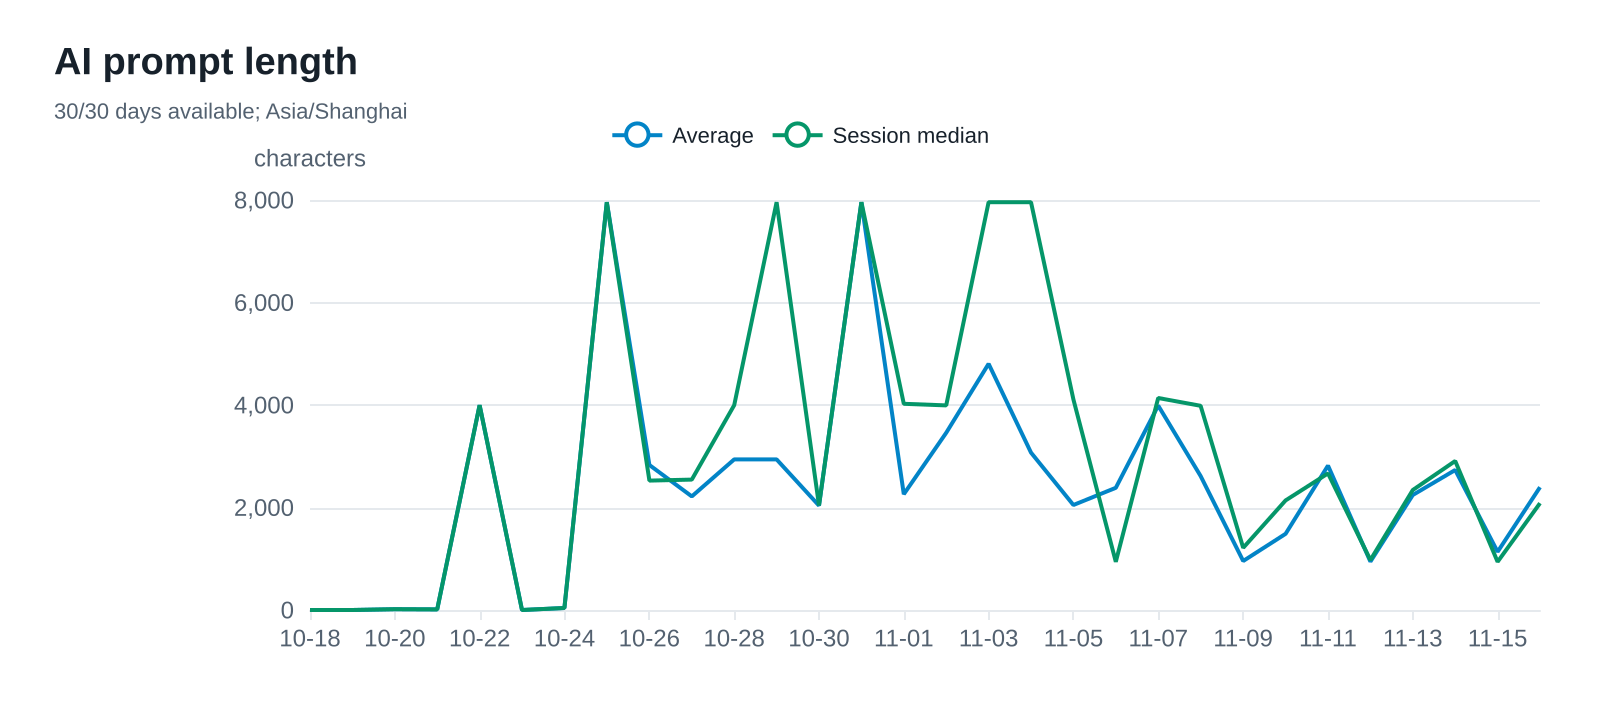 AI prompt length
30/30 days available; Asia/Shanghai
Average Session median
characters
8,000
6,000
4,000
2,000
0
10-18 10-20 10-22 10-24 10-26 10-28 10-30 11-01 11-03 11-05 11-07 11-09 11-11 11-13 11-15